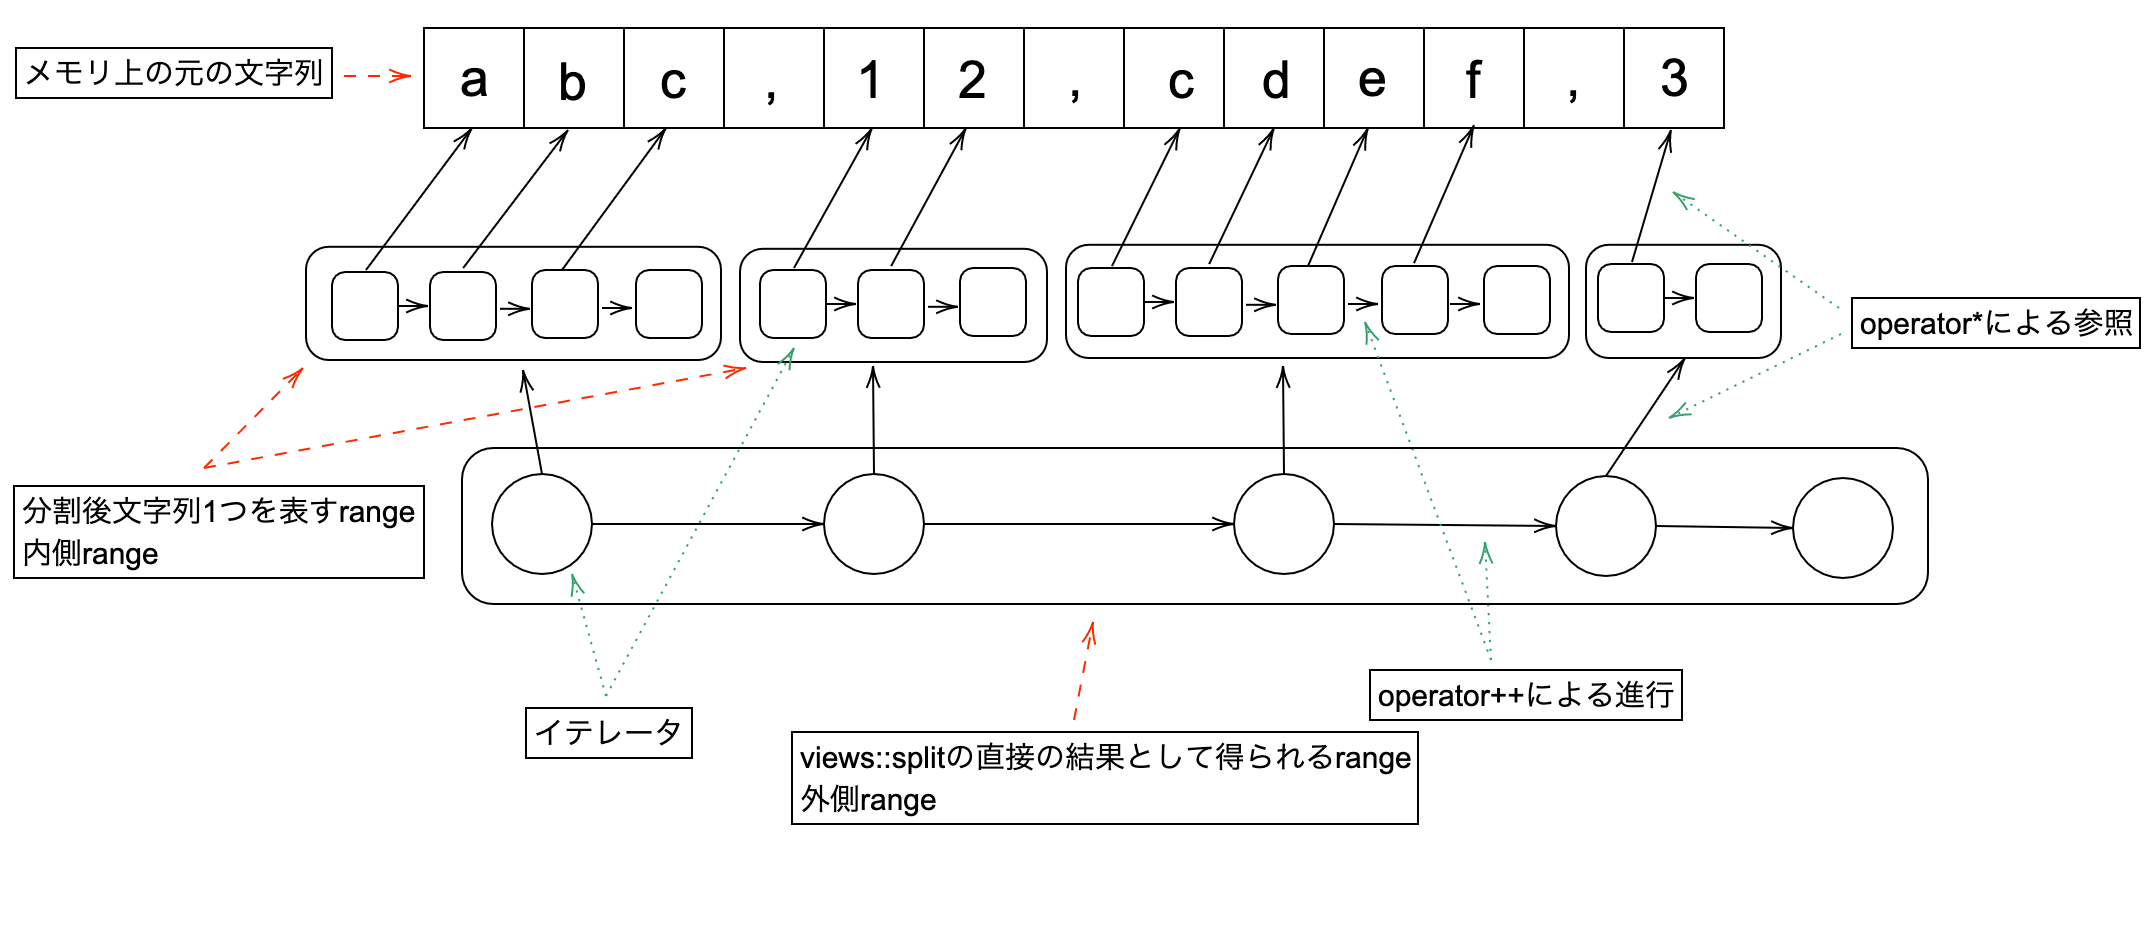 メモリ上の元の文字列
a b c , 1 2 , c d e f , 3
operator*による参照
分割後文字列1つを表すrange
内側range
イテレータ
operator++による進行
views::splitの直接の結果として得られるrange
外側range